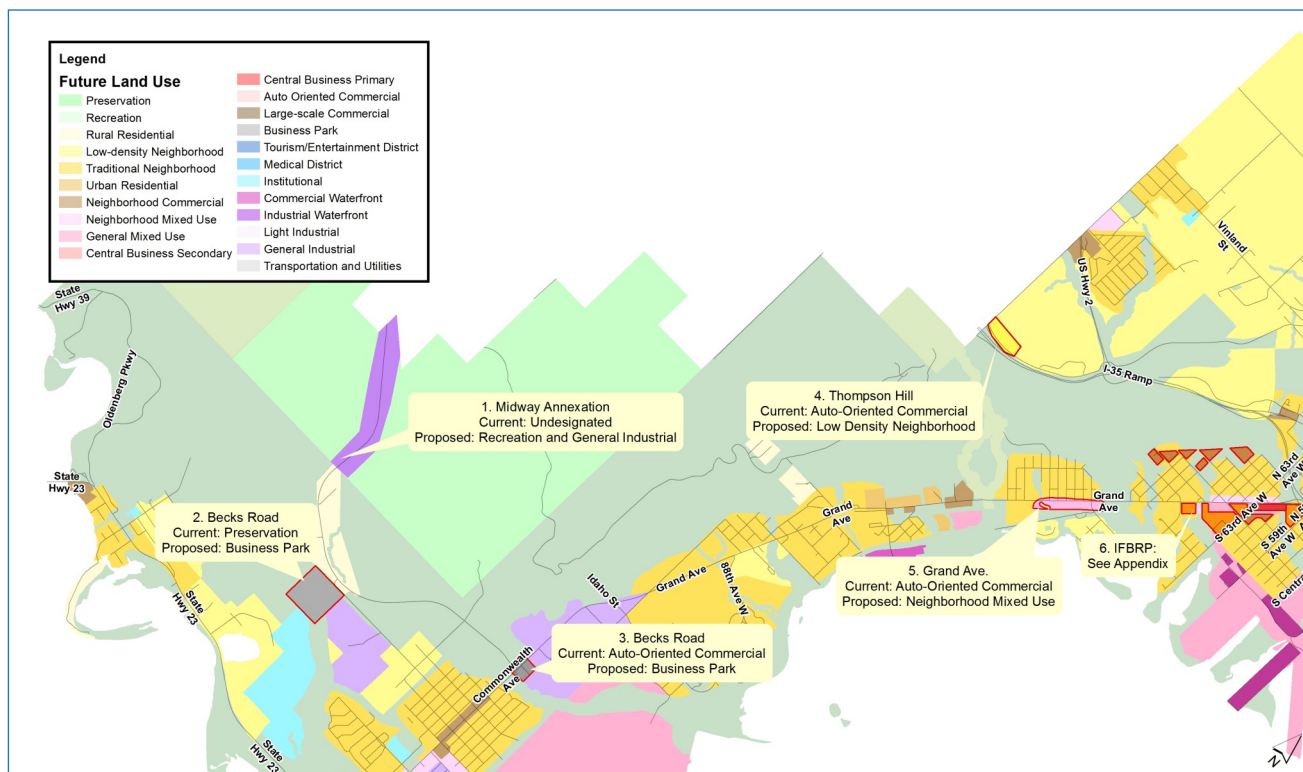 Legend
Future Land Use
Preservation
Recreation
Rural Residential
Low-density Neighborhood
Traditional Neighborhood
Urban Residential
Neighborhood Commercial
Neighborhood Mixed Use
General Mixed Use
Central Business Secondary
Central Business Primary
Auto Oriented Commercial
Large-scale Commercial
Business Park
Tourism/Entertainment District
Medical District
Institutional
Commercial Waterfront
Industrial Waterfront
Light Industrial
General Industrial
Transportation and Utilities
State
Hwy 39
Oldenberg Pkwy
State
Hwy 23
1. Midway Annexation
Current: Undesignated
Proposed: Recreation and General Industrial
2. Becks Road
Current: Preservation
Proposed: Business Park
State
Hwy 23
State
Hwy 23
Commonwealth
Ave
Idaho St
Grand Ave
88th Ave W
3. Becks Road
Current: Auto-Oriented Commercial
Proposed: Business Park
Grand
Ave
4. Thompson Hill
Current: Auto-Oriented Commercial
Proposed: Low Density Neighborhood
US Hwy 2
Vinland
St
I-35 Ramp
5. Grand Ave.
Current: Auto-Oriented Commercial
Proposed: Neighborhood Mixed Use
Grand
Ave
6. IFBRP:
See Appendix
N 63rd
Ave W
S 63rd Ave W
S 59th
Ave W
N 5
S Centra
N